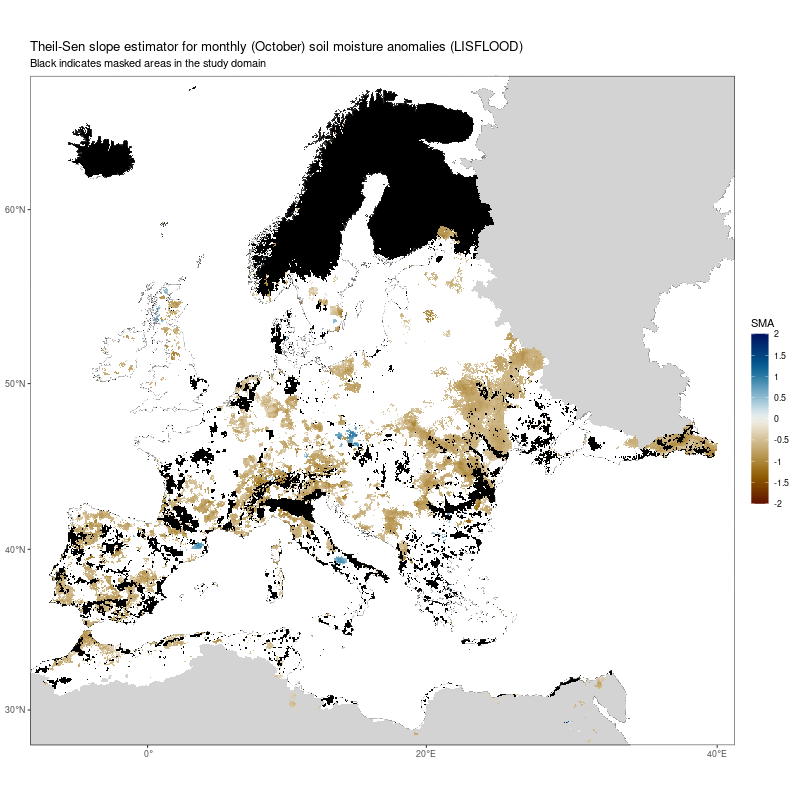 Theil-Sen slope estimator for monthly (October) soil moisture anomalies (LISFLOOD)
Black indicates masked areas in the study domain
60°N
50°N
40°N
30°N
0°
20°E
40°E
SMA
2
1.5
1
0.5
0
-0.5
-1
-1.5
-2